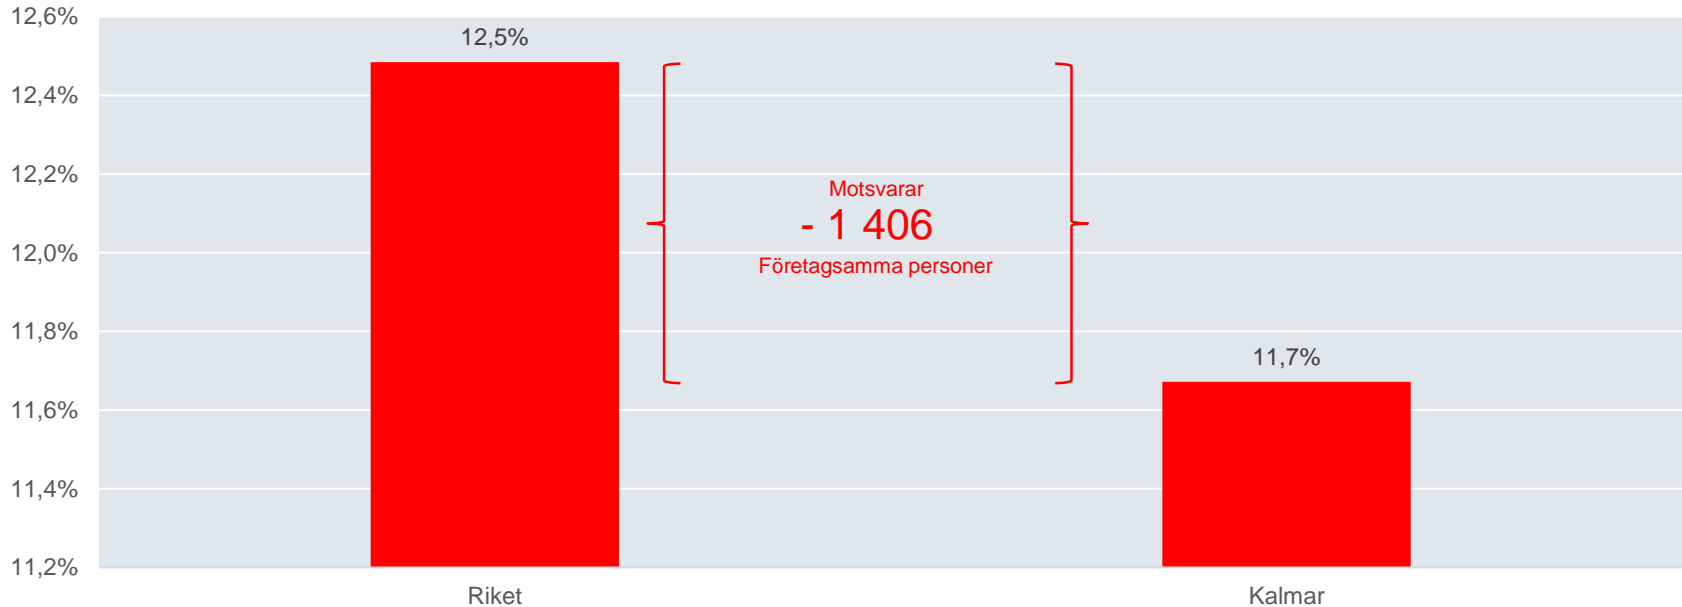 12,6%
12,4%
12,2%
12,0%
11,8%
11,6%
11,4%
11,2%
12,5%
Motsvarar
- 1 406
Företagsamma personer
11,7%
Riket
Kalmar